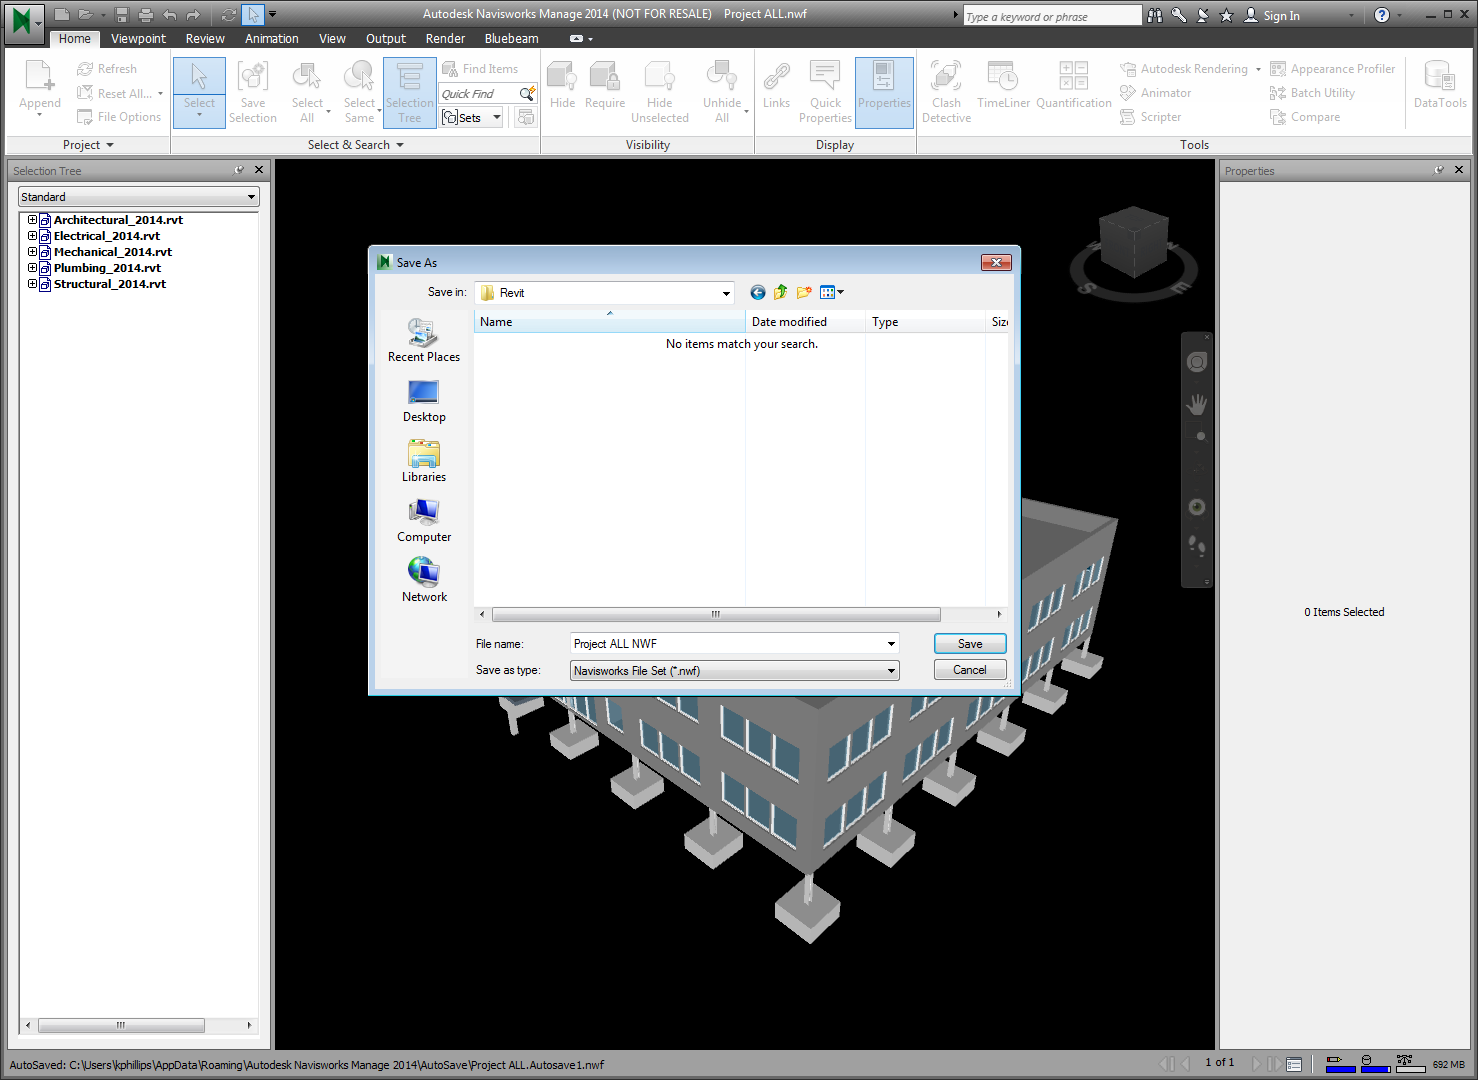 Autodesk Navisworks Manage 2014 (NOT FOR RESALE) Project ALL.nwf
Type a keyword or phrase
Sign In
Home Viewpoint Review Animation View Output Render Bluebeam
Append
Refresh
Reset All...
File Options
Project
Select
Save Selection
Select All
Select Same
Selection Tree
Find Items
Quick Find
Sets
Select & Search
Hide
Require
Hide Unselected
Unhide All
Visibility
Links
Quick Properties
Properties
Display
Clash Detective
TimeLiner
Quantification
Autodesk Rendering
Animator
Scripter
Appearance Profiler
Batch Utility
Compare
DataTools
Tools
Selection Tree
Standard
Architectural_2014.rvt
Electrical_2014.rvt
Mechanical_2014.rvt
Plumbing_2014.rvt
Structural_2014.rvt
Save As
Save in: Revit
Name Date modified Type Siz
No items match your search.
Recent Places
Desktop
Libraries
Computer
Network
File name: Project ALL NWF
Save
Save as type: Navisworks File Set (*.nwf)
Cancel
S E
Properties
0 Items Selected
AutoSaved: C:\Users\kphillips\AppData\Roaming\Autodesk Navisworks Manage 2014\AutoSave\Project ALL.Autosave1.nwf
1 of 1
692 MB